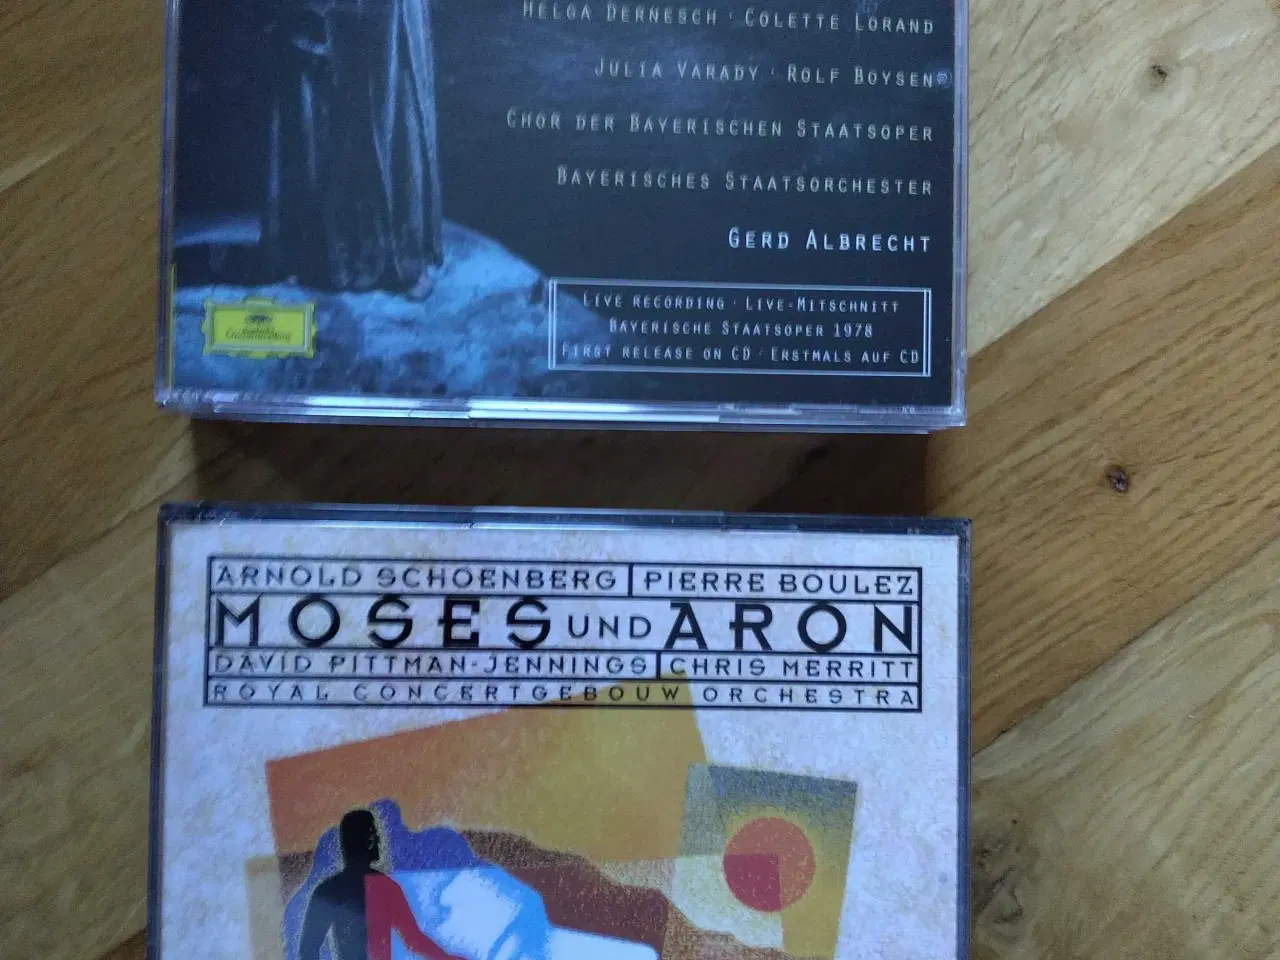 HELGA DERNESCH · COLETTE LORAND
JULIA VARADY · ROLF BOYSEN
CHOR DER BAYERISCHEN STAATSOPER
BAYERISCHES STAATSORCHESTER
GERD ALBRECHT
LIVE RECORDING · LIVE-MITSCHNITT
BAYERISCHE STAATSOPER 1978
FIRST RELEASE ON CD · ERSTMALS AUF CD
Deutsche
Grammophon
ARNOLD SCHOENBERG PIERRE BOULEZ
MOSES UND ARON
DAVID PITTMAN-JENNINGS CHRIS MERRITT
ROYAL CONCERTGEBOUW ORCHESTRA